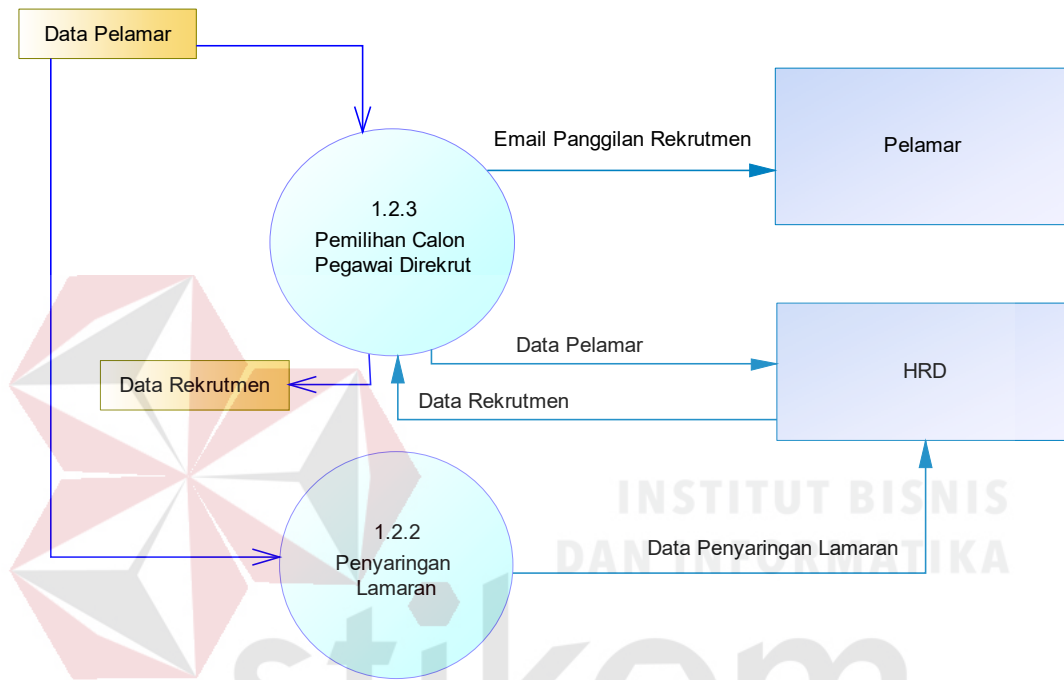 Data Pelamar
Email Panggilan Rekrutmen
Pelamar
1.2.3
Pemilihan Calon
Pegawai Direkrut
Data Pelamar
HRD
Data Rekrutmen
Data Rekrutmen
INSTITUT BISNIS
DAN INFORMATIKA
1.2.2
Penyaringan
Lamaran
Data Penyaringan Lamaran
stikom